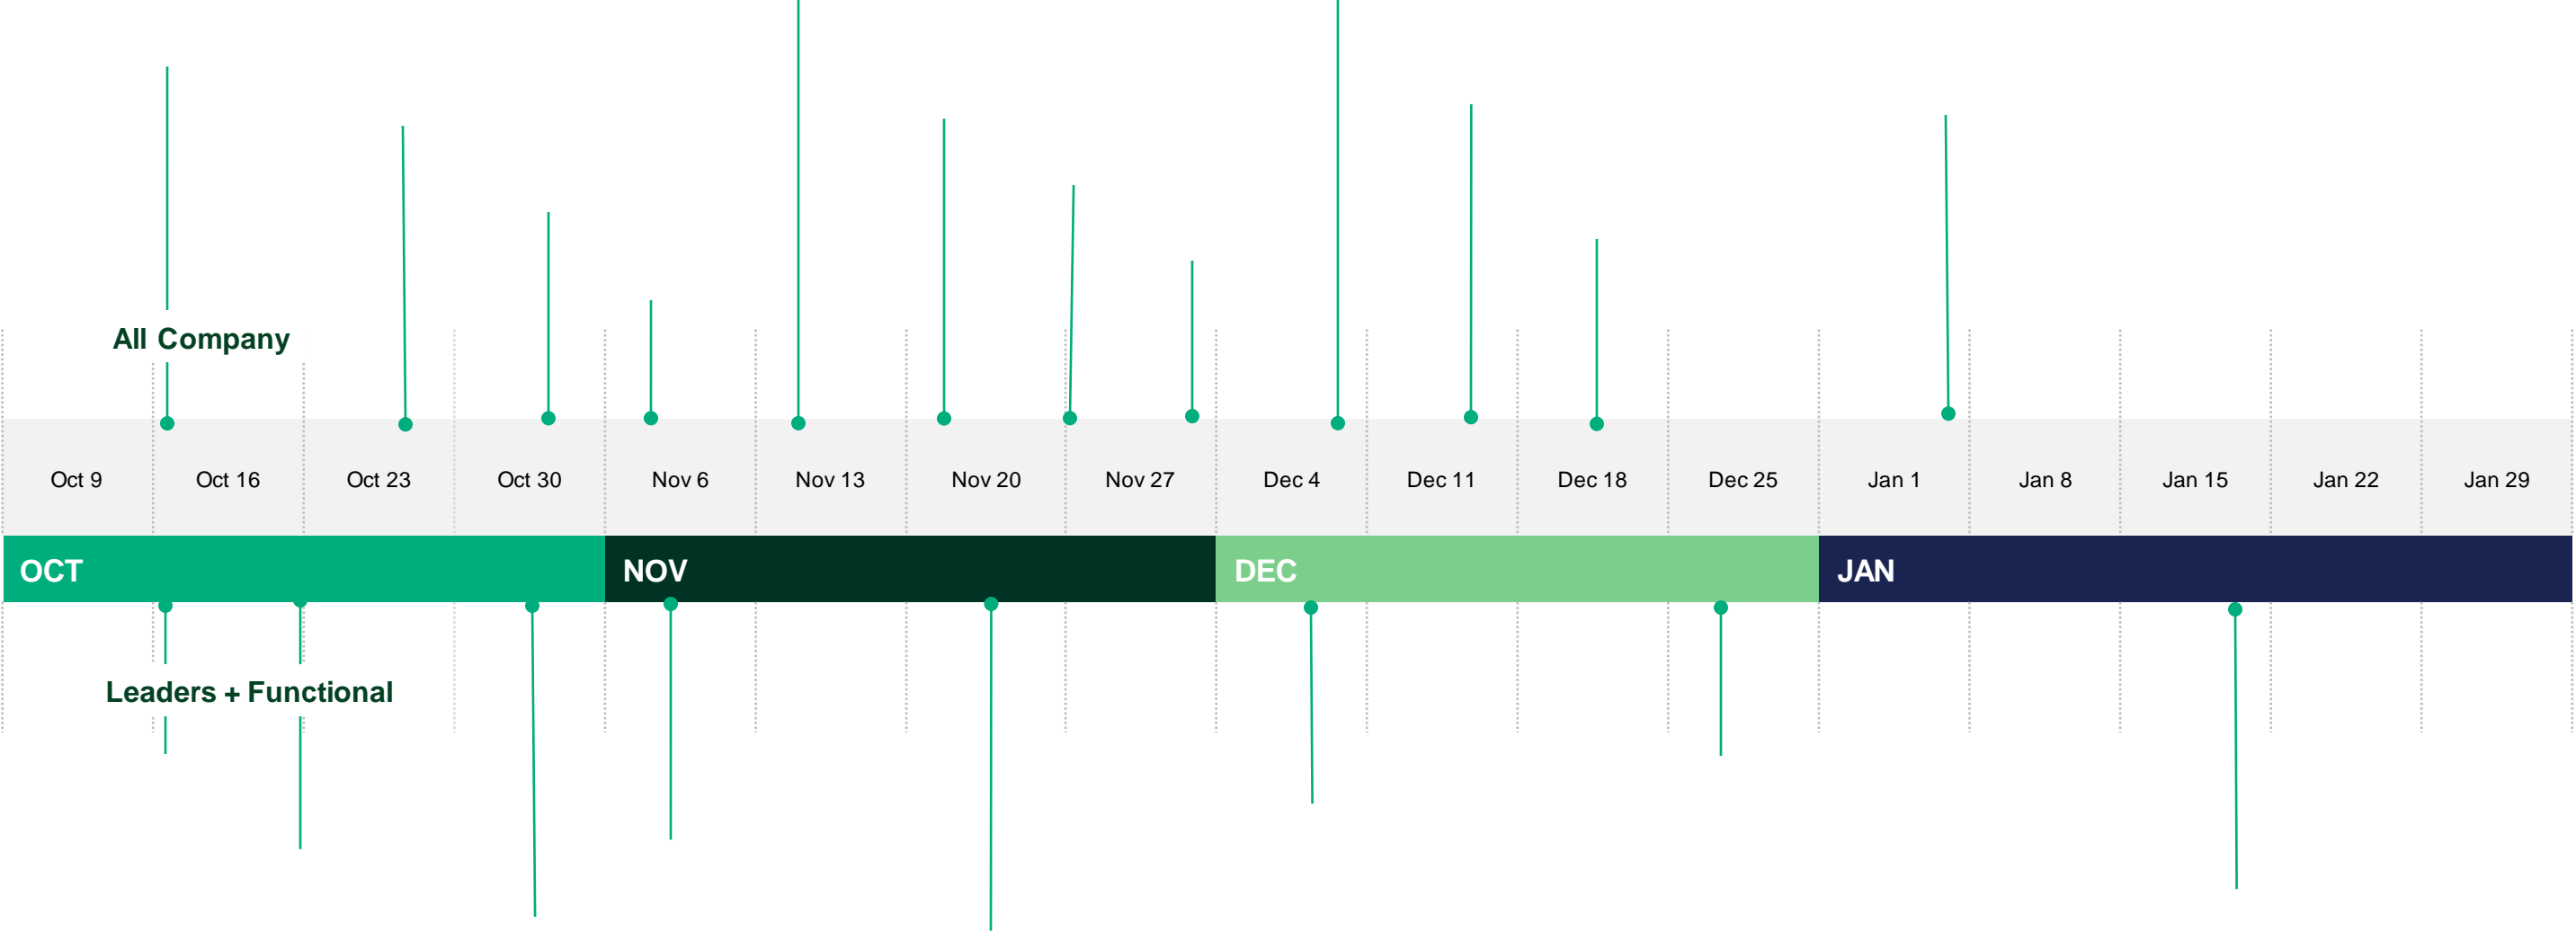 All Company
Oct 9 Oct 16 Oct 23 Oct 30 Nov 6 Nov 13 Nov 20 Nov 27 Dec 4 Dec 11 Dec 18 Dec 25 Jan 1 Jan 8 Jan 15 Jan 22 Jan 29
OCT NOV DEC JAN
Leaders + Functional